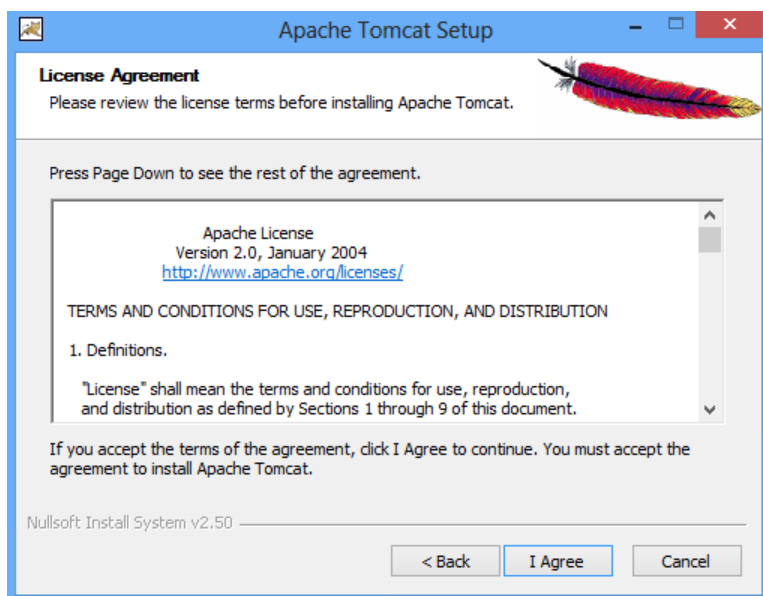 Apache Tomcat Setup
License Agreement
Please review the license terms before installing Apache Tomcat.
Press Page Down to see the rest of the agreement.
Apache License
Version 2.0, January 2004
http://www.apache.org/licenses/
TERMS AND CONDITIONS FOR USE, REPRODUCTION, AND DISTRIBUTION
1. Definitions.
"License" shall mean the terms and conditions for use, reproduction,
and distribution as defined by Sections 1 through 9 of this document.
If you accept the terms of the agreement, click I Agree to continue. You must accept the
agreement to install Apache Tomcat.
Nullsoft Install System v2.50
< Back I Agree Cancel